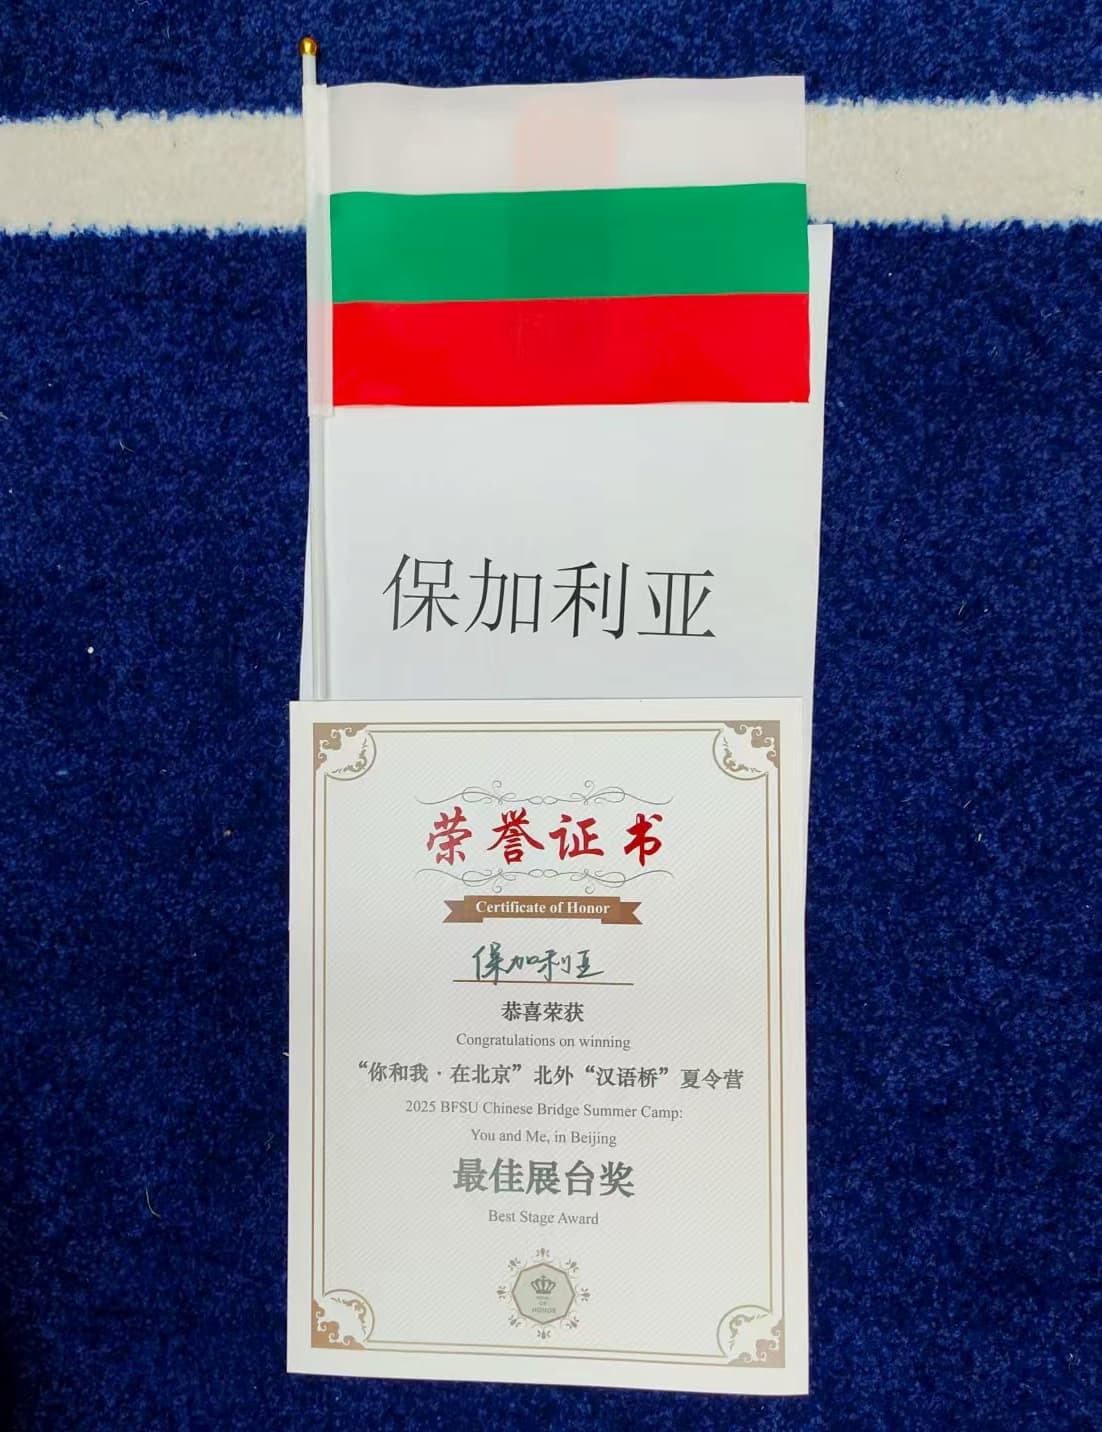 保加利亚
荣誉证书
Certificate of Honor
保加利亚
恭喜荣获
Congratulations on winning
“你和我 · 在北京”北外“汉语桥”夏令营
2025 BFSU Chinese Bridge Summer Camp:
You and Me, in Beijing
最佳展台奖
Best Stage Award
OF
HONOR